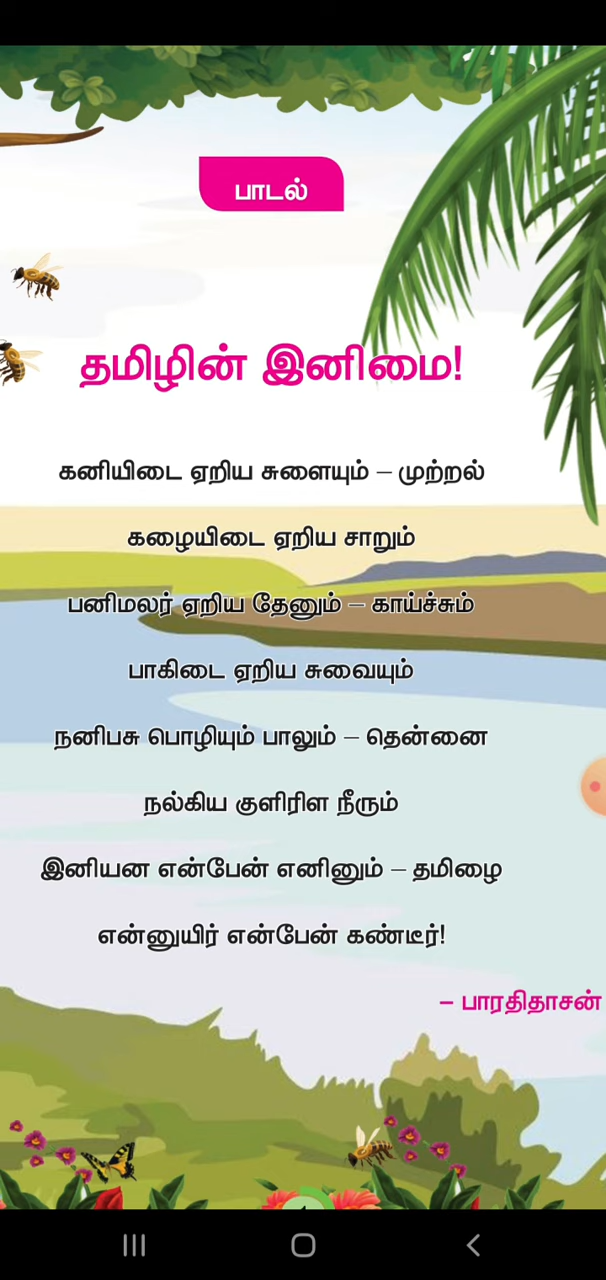 பாடல்
தமிழின் இனிமை!
கனியிடை ஏறிய சுளையும் – முற்றல்
கழையிடை ஏறிய சாறும்
பனிமலர் ஏறிய தேனும் – காய்ச்சும்
பாகிடை ஏறிய சுவையும்
நனிபசு பொழியும் பாலும் – தென்னை
நல்கிய குளிரிள நீரும்
இனியன என்பேன் எனினும் – தமிழை
என்னுயிர் என்பேன் கண்டீர்!
– பாரதிதாசன்